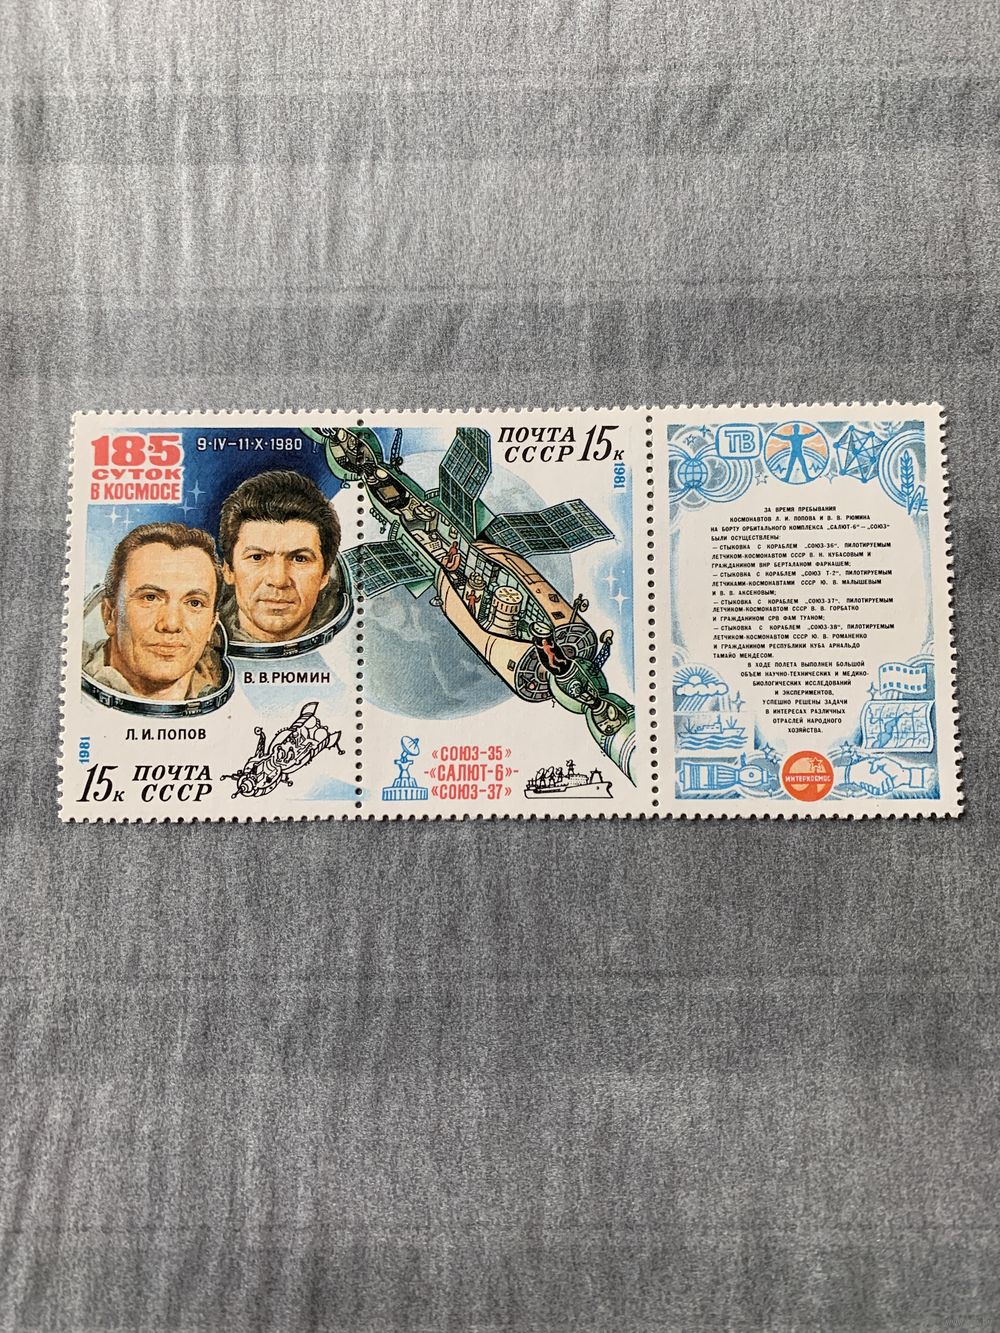 185
СУТОК
В КОСМОСЕ
9·IV–11·X·1980
В. В. РЮМИН
Л. И. ПОПОВ
1981
15к ПОЧТА
СССР
ПОЧТА 15к
СССР
1981
«СОЮЗ-35»
-«САЛЮТ-6»-
«СОЮЗ-37»
ТВ
ЗА ВРЕМЯ ПРЕБЫВАНИЯ
КОСМОНАВТОВ Л. И. ПОПОВА И В. В. РЮМИНА
НА БОРТУ ОРБИТАЛЬНОГО КОМПЛЕКСА „САЛЮТ-6“ — „СОЮЗ“
БЫЛИ ОСУЩЕСТВЛЕНЫ:
— СТЫКОВКА С КОРАБЛЕМ „СОЮЗ-36“, ПИЛОТИРУЕМЫМ
ЛЕТЧИКОМ-КОСМОНАВТОМ СССР В. Н. КУБАСОВЫМ И
ГРАЖДАНИНОМ ВНР БЕРТАЛАНОМ ФАРКАШЕМ;
— СТЫКОВКА С КОРАБЛЕМ „СОЮЗ Т-2“, ПИЛОТИРУЕМЫМ
ЛЕТЧИКАМИ-КОСМОНАВТАМИ СССР Ю. В. МАЛЫШЕВЫМ
И В. В. АКСЕНОВЫМ;
— СТЫКОВКА С КОРАБЛЕМ „СОЮЗ-37“, ПИЛОТИРУЕМЫМ
ЛЕТЧИКОМ-КОСМОНАВТОМ СССР В. В. ГОРБАТКО
И ГРАЖДАНИНОМ СРВ ФАМ ТУАНОМ;
— СТЫКОВКА С КОРАБЛЕМ „СОЮЗ-38“, ПИЛОТИРУЕМЫМ
ЛЕТЧИКОМ-КОСМОНАВТОМ СССР Ю. В. РОМАНЕНКО
И ГРАЖДАНИНОМ РЕСПУБЛИКИ КУБА АРНАЛЬДО
ТАМАЙО МЕНДЕСОМ.
В ХОДЕ ПОЛЕТА ВЫПОЛНЕН БОЛЬШОЙ
ОБЪЕМ НАУЧНО-ТЕХНИЧЕСКИХ И МЕДИКО-
БИОЛОГИЧЕСКИХ ИССЛЕДОВАНИЙ
И ЭКСПЕРИМЕНТОВ,
УСПЕШНО РЕШЕНЫ ЗАДАЧИ
В ИНТЕРЕСАХ РАЗЛИЧНЫХ
ОТРАСЛЕЙ НАРОДНОГО
ХОЗЯЙСТВА.
ИНТЕРКОСМОС